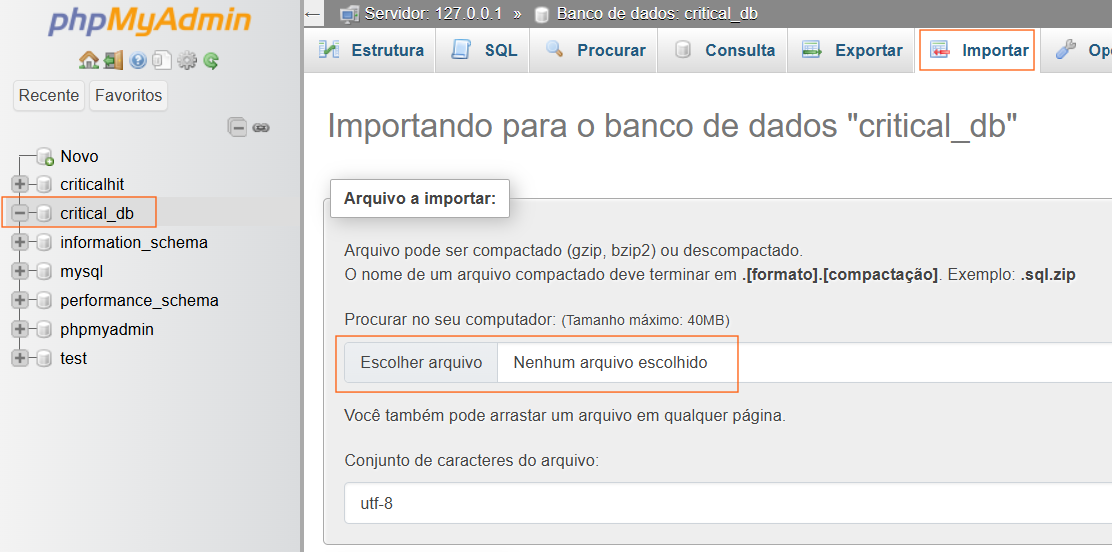 phpMyAdmin
Recente Favoritos
Novo
criticalhit
critical_db
information_schema
mysql
performance_schema
phpmyadmin
test
← Servidor: 127.0.0.1 » Banco de dados: critical_db
Estrutura SQL Procurar Consulta Exportar Importar Op
Importando para o banco de dados "critical_db"
Arquivo a importar:
Arquivo pode ser compactado (gzip, bzip2) ou descompactado.
O nome de um arquivo compactado deve terminar em .[formato].[compactação]. Exemplo: .sql.zip
Procurar no seu computador: (Tamanho máximo: 40MB)
Escolher arquivo Nenhum arquivo escolhido
Você também pode arrastar um arquivo em qualquer página.
Conjunto de caracteres do arquivo:
utf-8